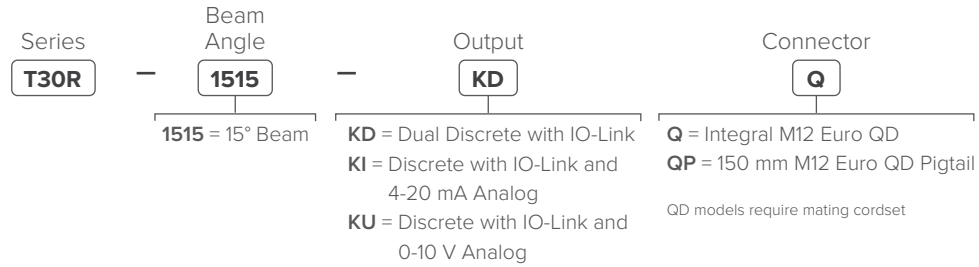 Series
Beam
Angle
Output
Connector
T30R – 1515 – KD Q
1515 = 15° Beam
KD = Dual Discrete with IO-Link
KI = Discrete with IO-Link and
4-20 mA Analog
KU = Discrete with IO-Link and
0-10 V Analog
Q = Integral M12 Euro QD
QP = 150 mm M12 Euro QD Pigtail
QD models require mating cordset